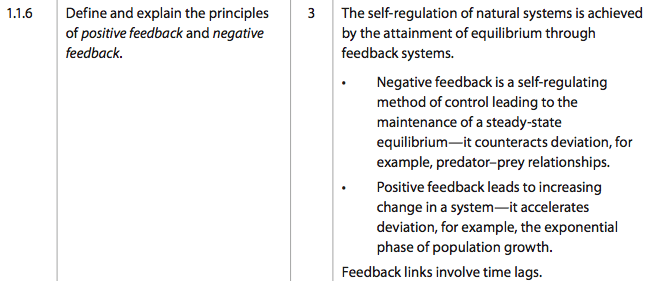 1.1.6
Define and explain the principles
of positive feedback and negative
feedback.
3
The self-regulation of natural systems is achieved
by the attainment of equilibrium through
feedback systems.
• Negative feedback is a self-regulating
method of control leading to the
maintenance of a steady-state
equilibrium—it counteracts deviation, for
example, predator–prey relationships.
• Positive feedback leads to increasing
change in a system—it accelerates
deviation, for example, the exponential
phase of population growth.
Feedback links involve time lags.